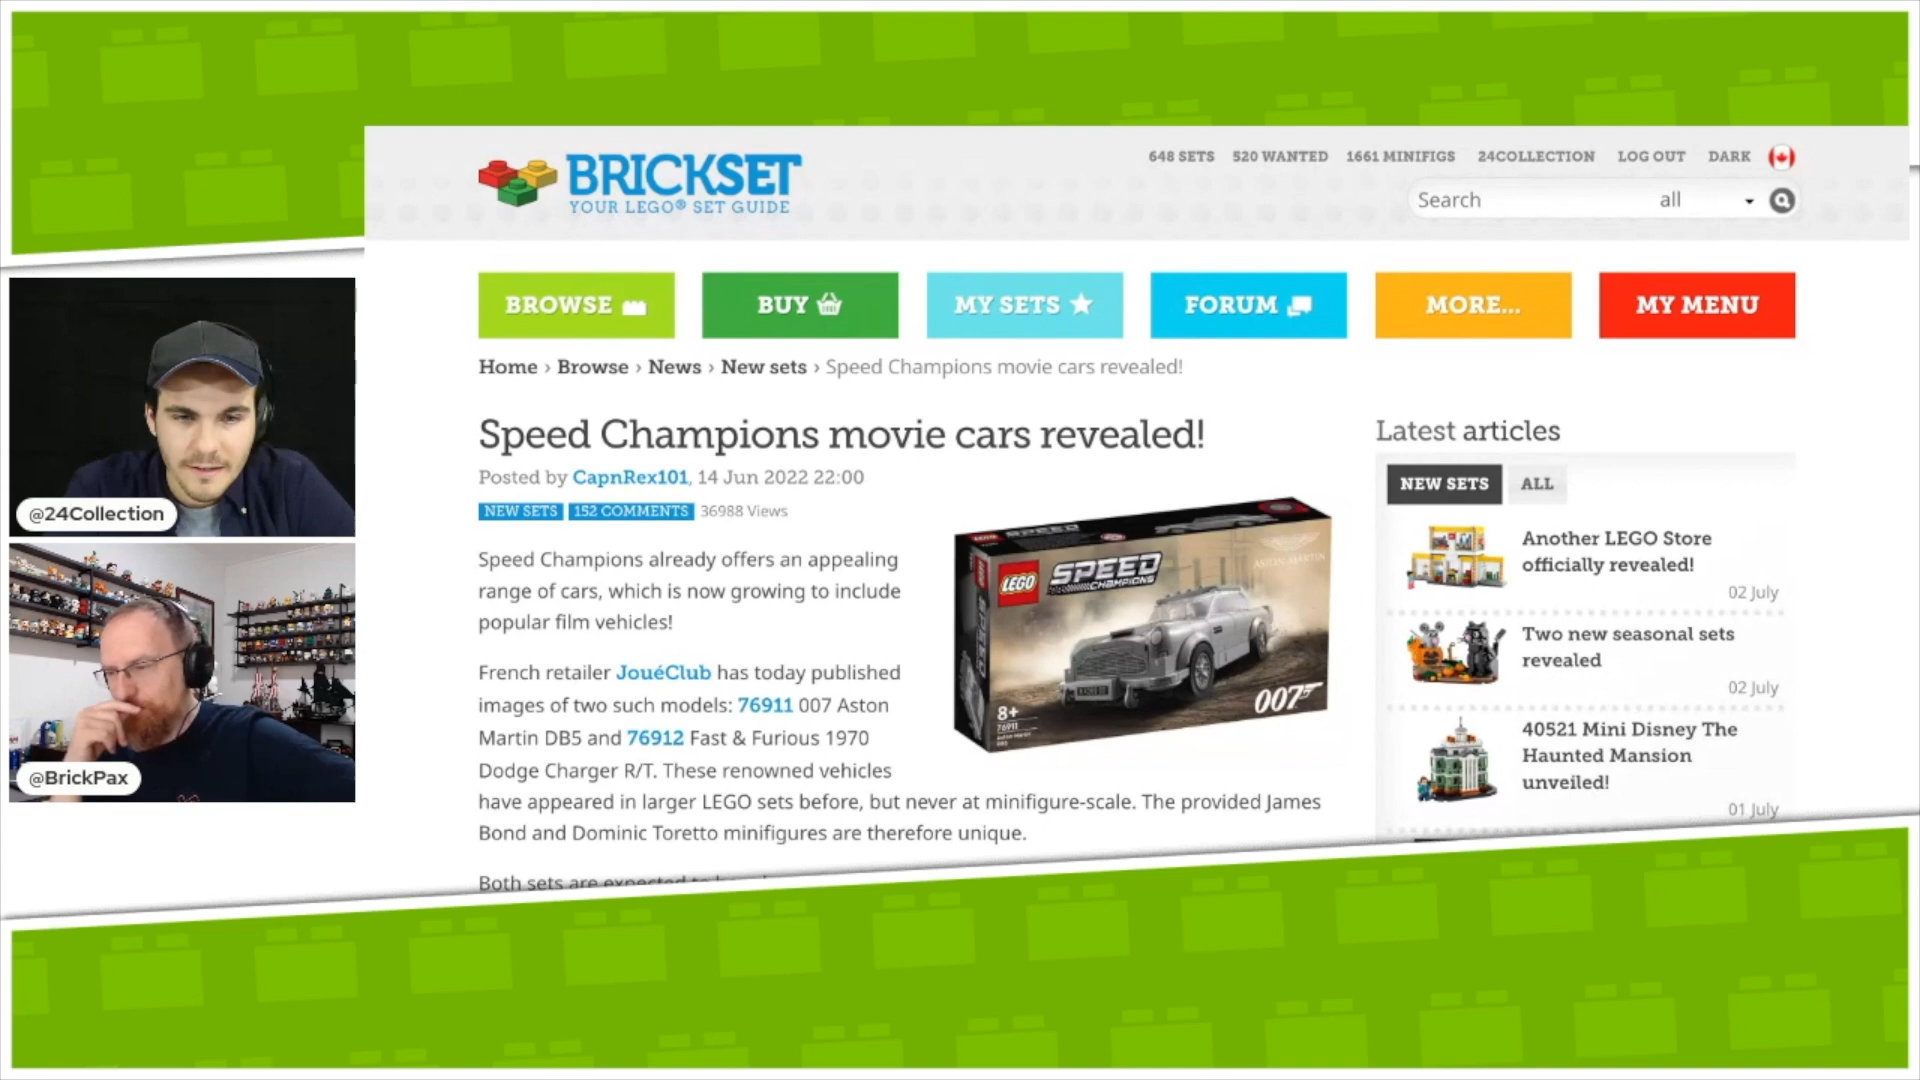 BRICKSET
YOUR LEGO® SET GUIDE
648 SETS 520 WANTED 1661 MINIFIGS 24COLLECTION LOG OUT DARK
Search all
BROWSE BUY MY SETS FORUM MORE... MY MENU
Home › Browse › News › New sets › Speed Champions movie cars revealed!
Speed Champions movie cars revealed!
Posted by CapnRex101, 14 Jun 2022 22:00
NEW SETS 152 COMMENTS 36988 Views
Speed Champions already offers an appealing
range of cars, which is now growing to include
popular film vehicles!
French retailer JouéClub has today published
images of two such models: 76911 007 Aston
Martin DB5 and 76912 Fast & Furious 1970
Dodge Charger R/T. These renowned vehicles
have appeared in larger LEGO sets before, but never at minifigure-scale. The provided James
Bond and Dominic Toretto minifigures are therefore unique.
Both sets are expected to
LEGO SPEED CHAMPIONS
ASTON MARTIN
SPEED
007
8+
76911
Latest articles
NEW SETS ALL
Another LEGO Store
officially revealed!
02 July
Two new seasonal sets
revealed
02 July
40521 Mini Disney The
Haunted Mansion
unveiled!
01 July
@24Collection
@BrickPax